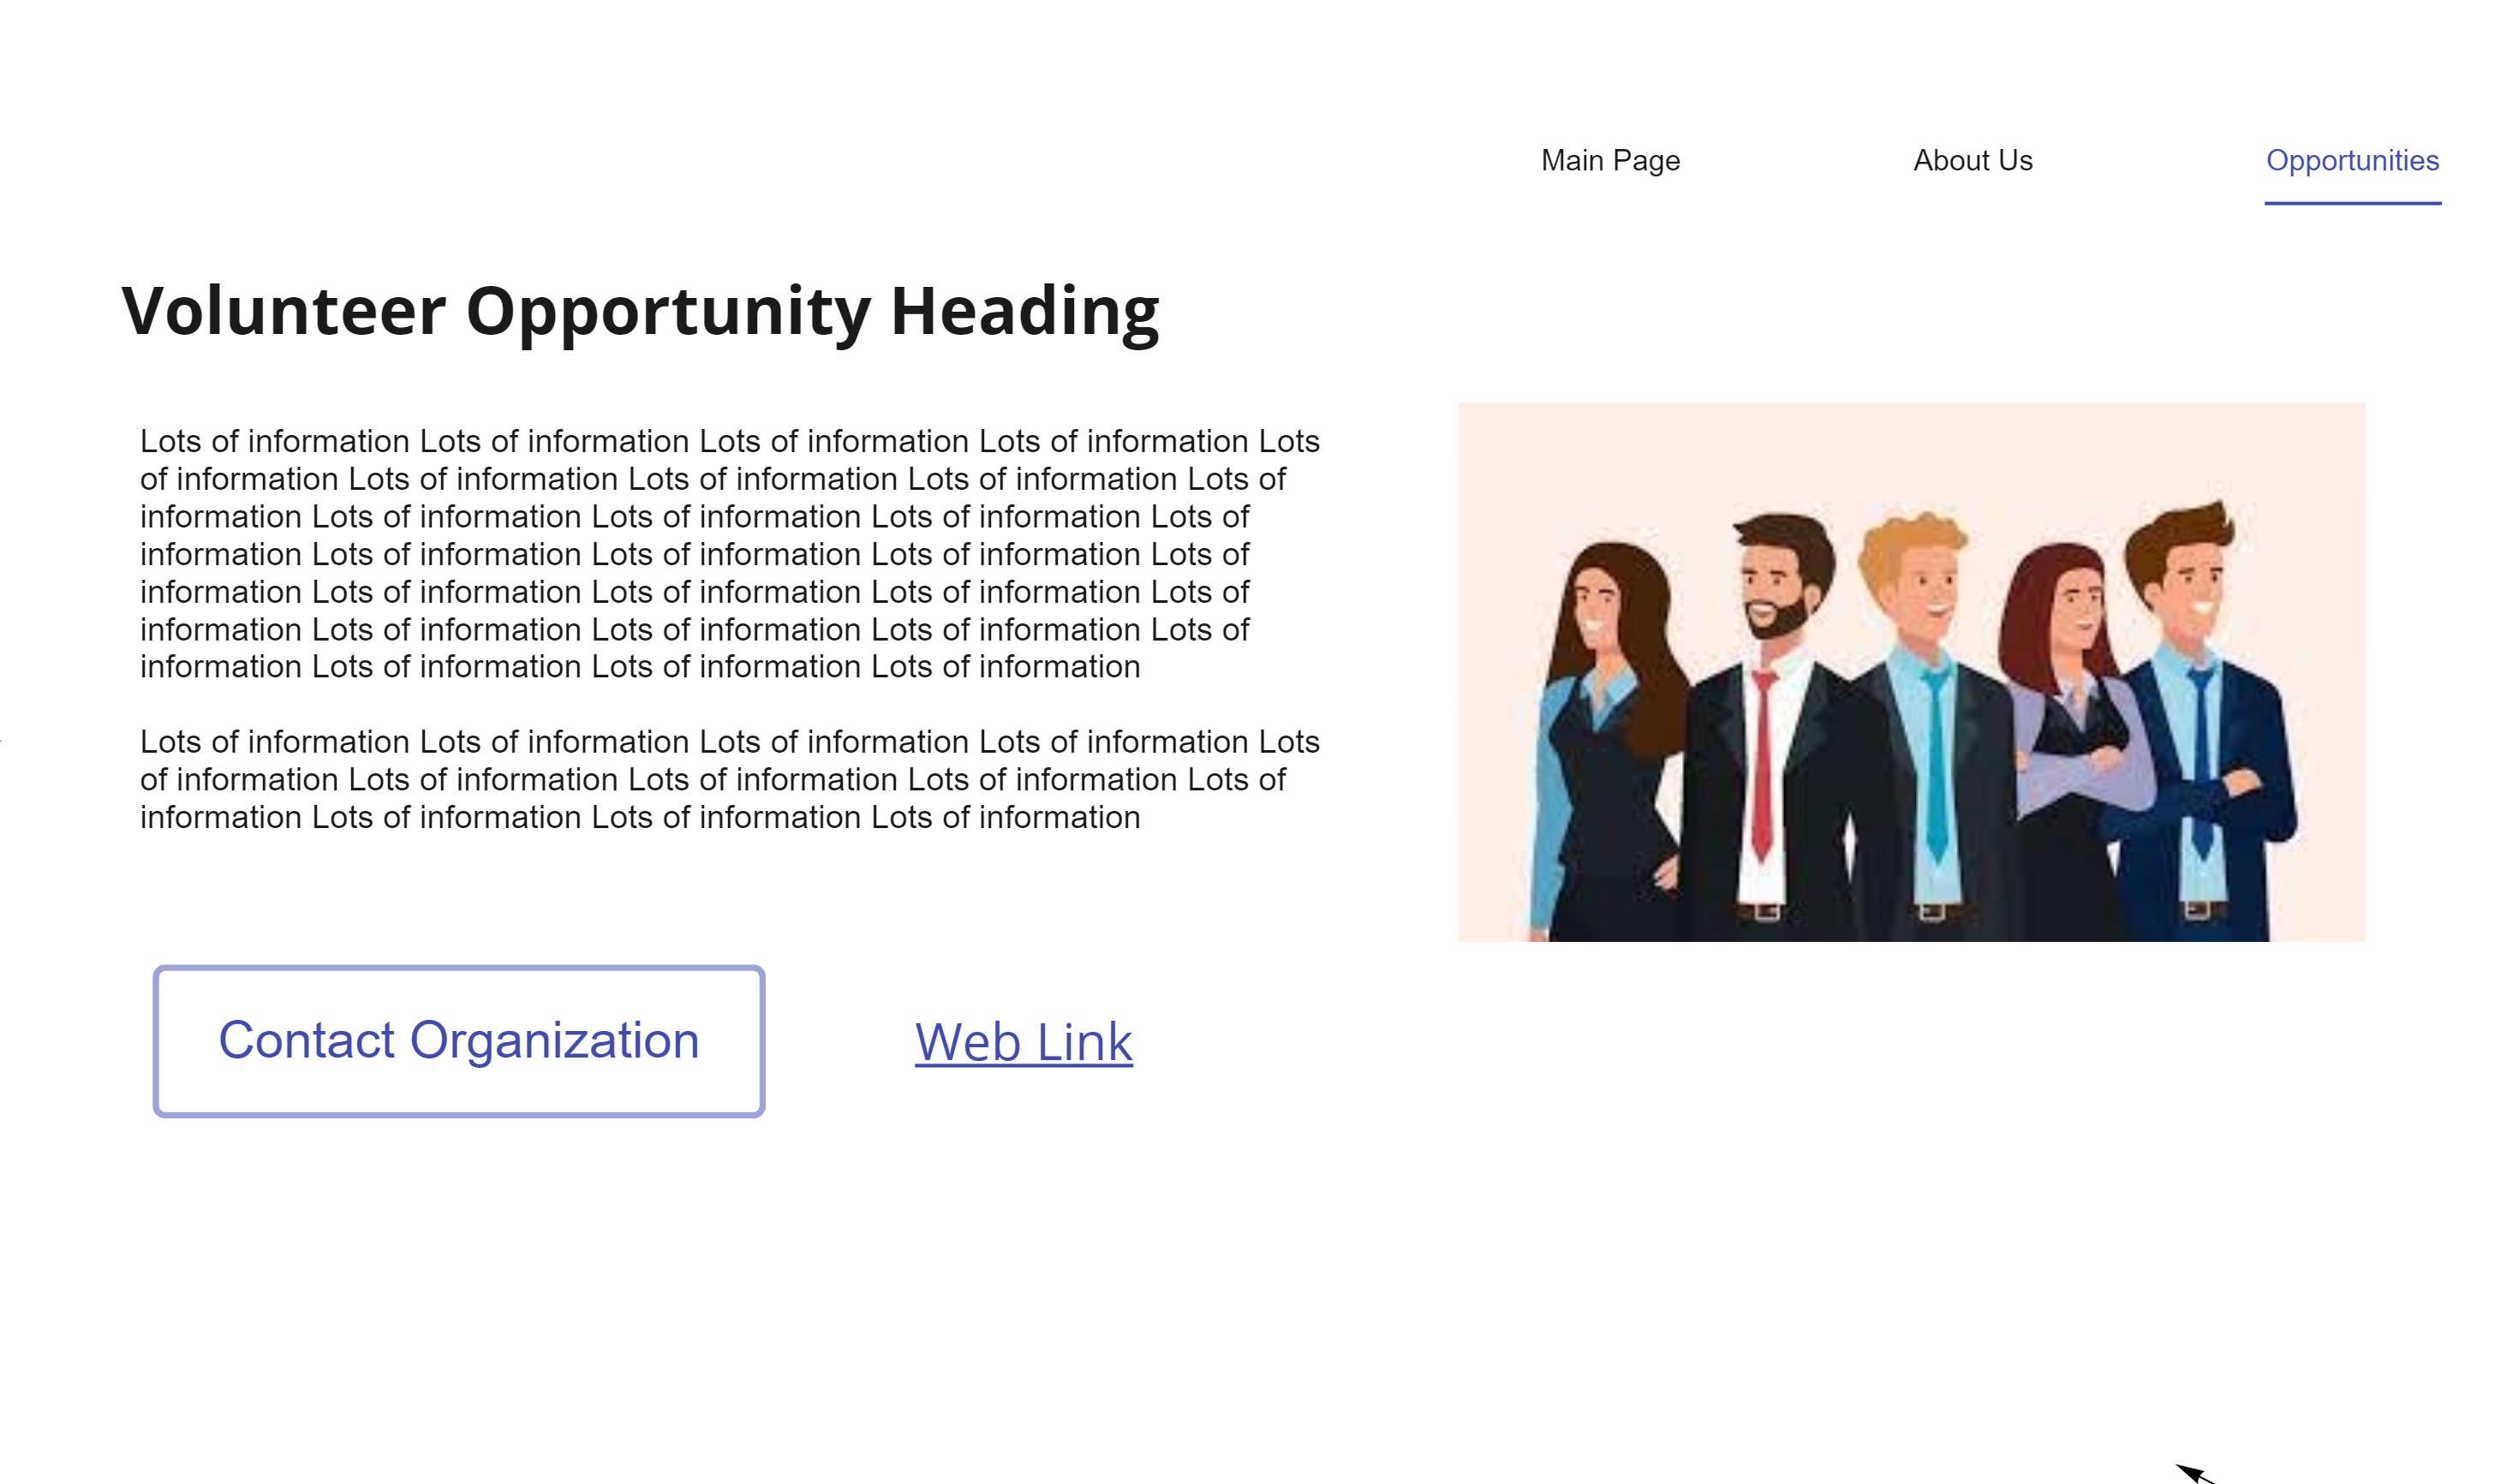 Main Page About Us Opportunities
Volunteer Opportunity Heading
Lots of information Lots of information Lots of information Lots of information Lots
of information Lots of information Lots of information Lots of information Lots of
information Lots of information Lots of information Lots of information Lots of
information Lots of information Lots of information Lots of information Lots of
information Lots of information Lots of information Lots of information Lots of
information Lots of information Lots of information Lots of information Lots of
information Lots of information Lots of information Lots of information
Lots of information Lots of information Lots of information Lots of information Lots
of information Lots of information Lots of information Lots of information Lots of
information Lots of information Lots of information Lots of information
Contact Organization Web Link